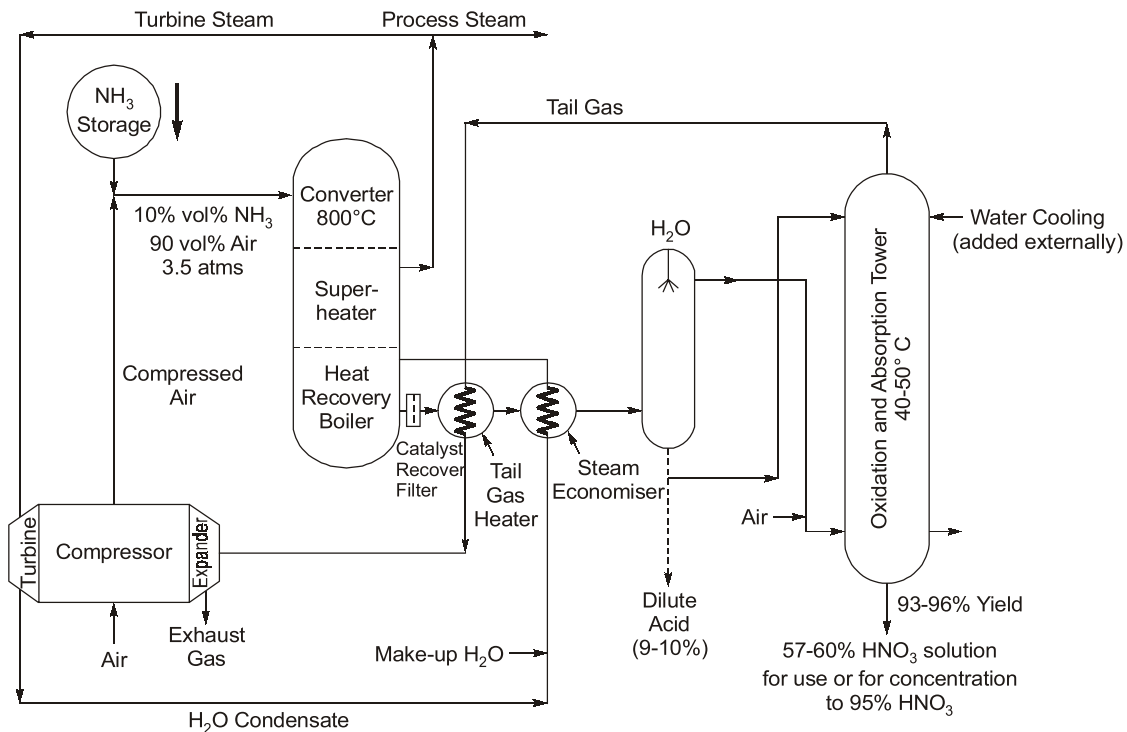 Turbine Steam
Process Steam
NH3
Storage
Tail Gas
Converter
800°C
10% vol% NH3
90 vol% Air
3.5 atms
H2O
Water Cooling
(added externally)
Super-
heater
Oxidation and Absorption Tower
40-50° C
Compressed
Air
Heat
Recovery
Boiler
Catalyst
Recover
Filter
Tail
Gas
Heater
Steam
Economiser
Air
Turbine
Compressor
Expander
Dilute
Acid
(9-10%)
93-96% Yield
Air
Exhaust
Gas
Make-up H2O
57-60% HNO3 solution
for use or for concentration
to 95% HNO3
H2O Condensate